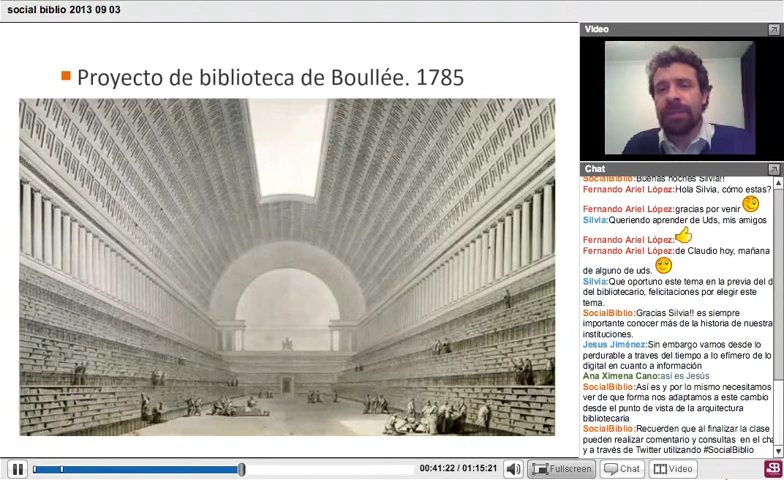 social biblio 2013 09 03
Proyecto de biblioteca de Boullée. 1785
Video
Chat
SocialBiblio:Buenas noches Silvia!!
Fernando Ariel López:Hola Silvia, cómo estas?
Fernando Ariel López:gracias por venir
Silvia:Queriendo aprender de Uds, mis amigos
Fernando Ariel López:
Fernando Ariel López:de Claudio hoy, mañana
de alguno de uds.
Silvia:Que oportuno este tema en la previa del d
del bibliotecario, felicitaciones por elegir este
tema.
SocialBiblio:Gracias Silvia!! es siempre
importante conocer más de la historia de nuestra
instituciones.
Jesus Jiménez:Sin embargo vamos desde lo
perdurable a traves del tiempo a lo efímero de lo
digital en cuanto a información
Ana Ximena Cano:así es Jesús
SocialBiblio:Así es y por lo mismo necesitamos
ver de que forma nos adaptamos a este cambio
desde el punto de vista de la arquitectura
bibliotecaria
SocialBiblio:Recuerden que al finalizar la clase
pueden realizar comentario y consultas en el cha
y a través de Twitter utilizando #SocialBiblio
00:41:22 / 01:15:21
Fullscreen
Chat
Video
SB